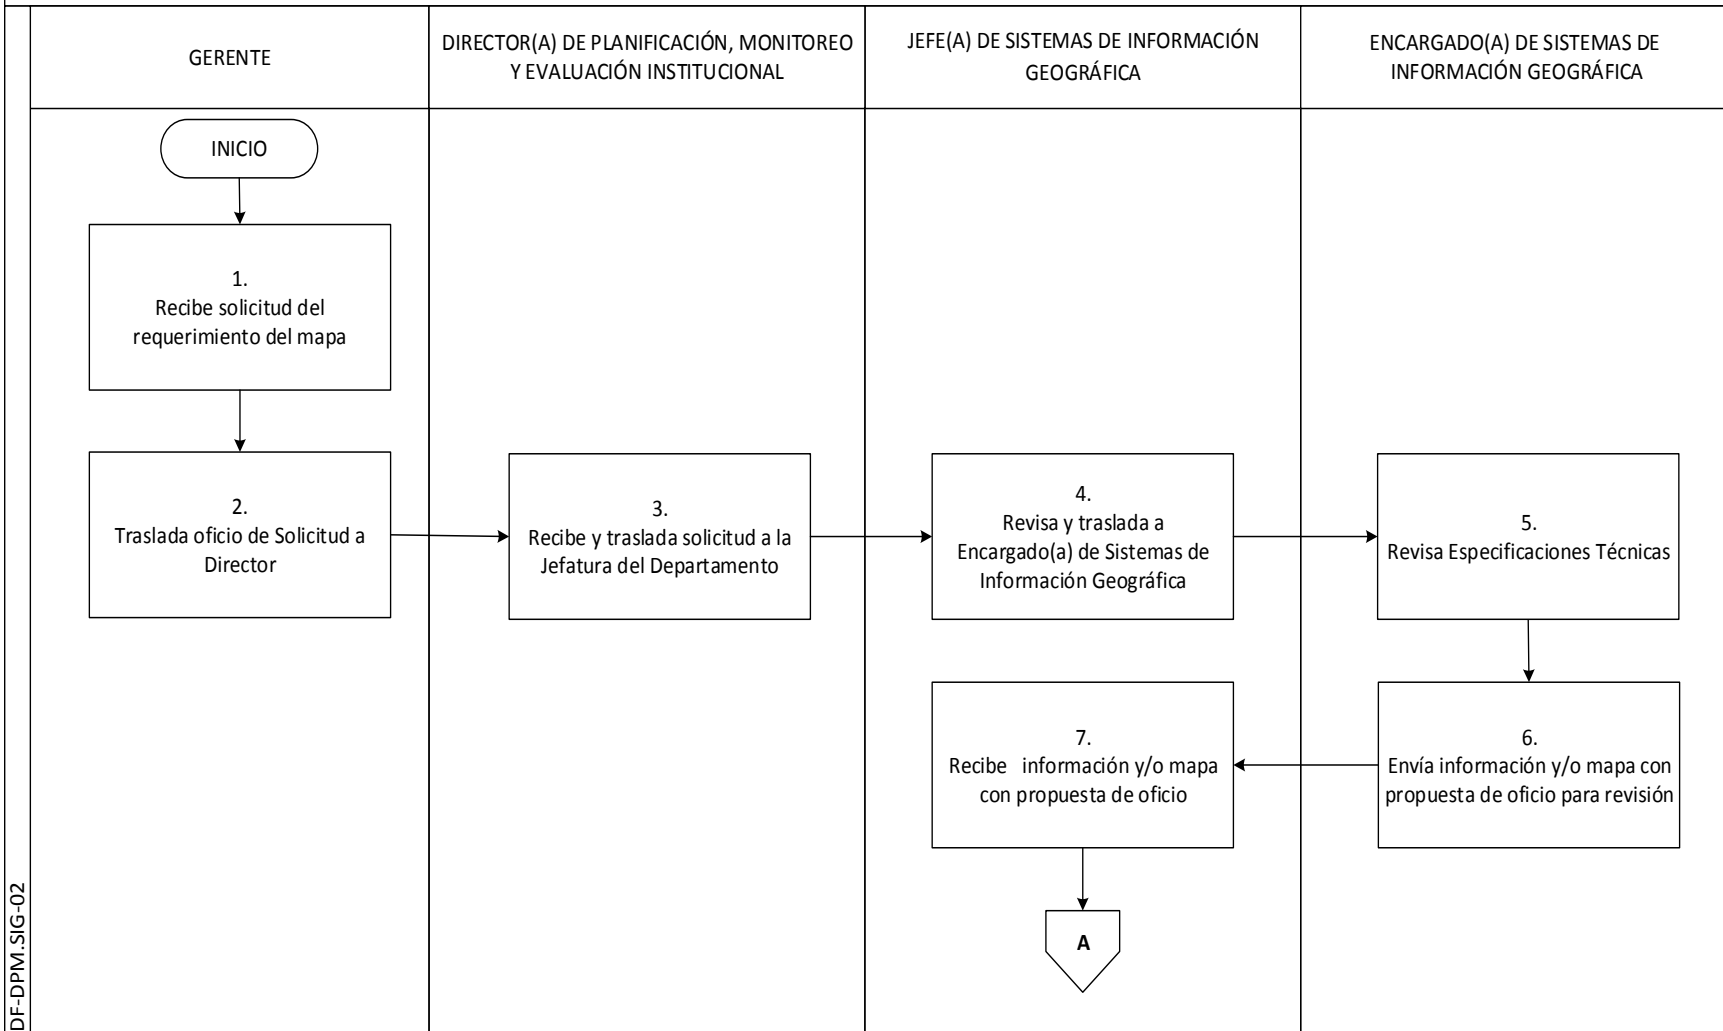 GERENTE
DIRECTOR(A) DE PLANIFICACIÓN, MONITOREO
Y EVALUACIÓN INSTITUCIONAL
JEFE(A) DE SISTEMAS DE INFORMACIÓN
GEOGRÁFICA
ENCARGADO(A) DE SISTEMAS DE
INFORMACIÓN GEOGRÁFICA
INICIO
1.
Recibe solicitud del
requerimiento del mapa
2.
Traslada oficio de Solicitud a
Director
3.
Recibe y traslada solicitud a la
Jefatura del Departamento
4.
Revisa y traslada a
Encargado(a) de Sistemas de
Información Geográfica
5.
Revisa Especificaciones Técnicas
6.
Envía información y/o mapa con
propuesta de oficio para revisión
7.
Recibe información y/o mapa
con propuesta de oficio
A
DF-DPM.SIG-02